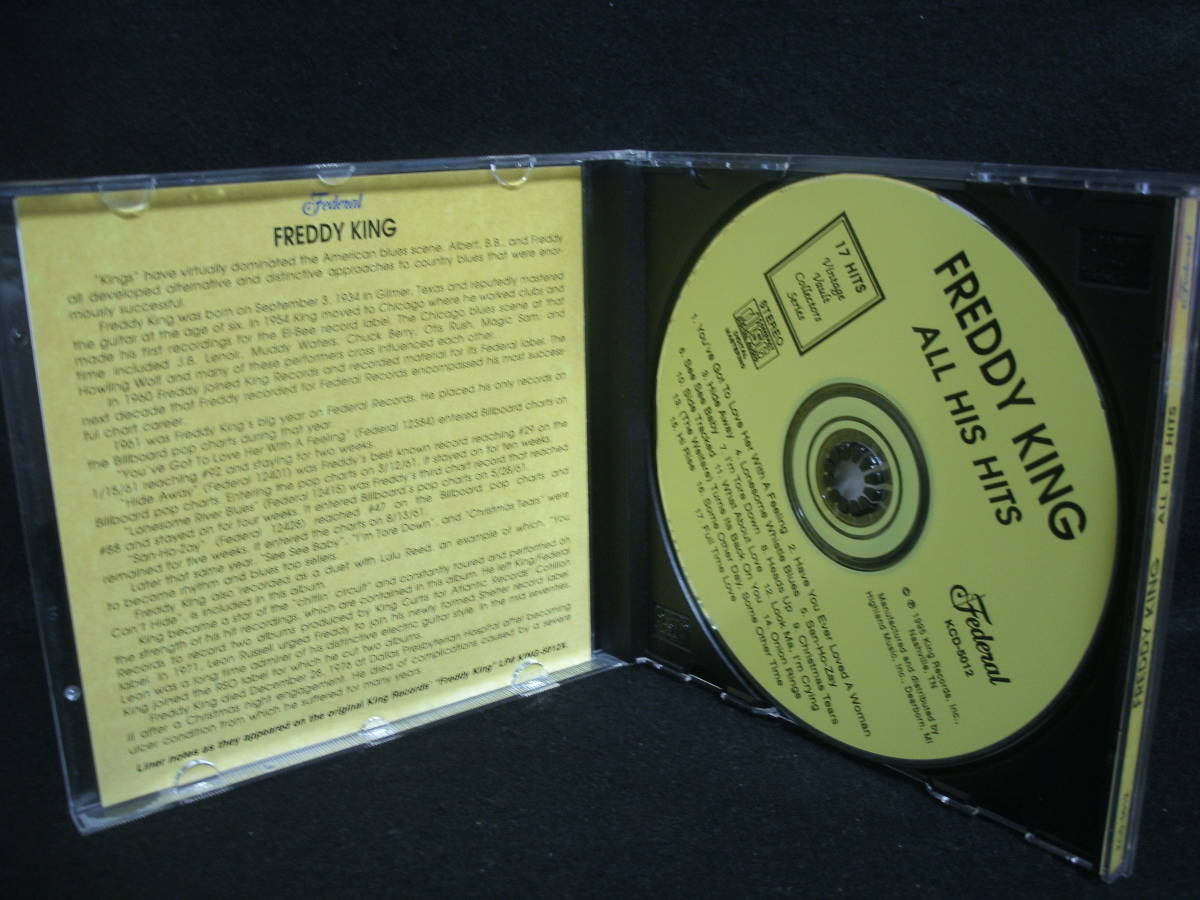 Federal
FREDDY KING
"Kings" have virtually dominated the American blues scene. Albert, B.B., and Freddy
all developed alternative and distinctive approaches to country blues that were enor-
mously successful.
Freddy King was born on September 3, 1934 in Gilmer, Texas and reputedly mastered
the guitar at the age of six. In 1954 King moved to Chicago where he worked clubs and
made his first recordings for the El-Bee record label. The Chicago blues scene at that
time included J.B. Lenoir, Muddy Waters, Chuck Berry, Otis Rush, Magic Sam, and
Howling Wolf and many of these performers cross influenced each other.
In 1960 Freddy joined King Records and recorded material for its Federal label. The
next decade that Freddy recorded for Federal Records encompassed his most success-
ful chart career.
1961 was Freddy King's big year on Federal Records. He placed his only records on
the Billboard pop charts during that year.
"You've Got To Love Her With A Feeling" (Federal 12384) entered Billboard charts on
1/15/61 reaching #92 and staying for two weeks.
"Hide Away" (Federal 12401) was Freddy's best known record reaching #29 on the
Billboard pop charts. Entering the pop charts on 3/12/61. It stayed on for ten weeks.
"Lonesome River Blues" (Federal 12415) was Freddy's third chart record that reached
#88 and stayed on for four weeks. It entered Billboard's pop charts on 5/28/61.
"San-Ho-Zay" (Federal 12428) reached #47 on the Billboard pop charts and
remained for five weeks. It entered the charts on 8/13/61.
Later that same year, "See See Baby", "I'm Tore Down", and "Christmas Tears" were
to become rhythm and blues top sellers.
Freddy King also recorded as a duet with Lulu Reed, an example of which, "You
Can't Hide", is included in this album.
King became a star of the "chitlin' circuit" and constantly toured and performed on
the strength of his hit recordings, which are contained in this album. He left King/Federal
Records to record two albums produced by King Curtis for Atlantic Records' Cotillion
label. In 1971, Leon Russell urged Freddy to join his newly formed Shelter record label.
Leon was a long time admirer of his distinctive electric guitar style. In the mid seventies,
King joined the RSO label for which he cut two albums.
Freddy King died December 28, 1976 at Dallas Presbyterian Hospital after becoming
ill after a Christmas night engagement. He died of complications caused by a severe
ulcer condition from which he suffered for many years.
Liner notes as they appeared on the original King Records' "Freddy King" LP# KING-5012X.
17 HITS
Vintage
Vault
Collectors
Series
STEREO
DIGITAL
MASTERING
FREDDY KING
ALL HIS HITS
1. You've Got To Love Her With A Feeling 2. Have You Ever Loved A Woman
3. Hide Away 4. Lonesome Whistle Blues 5. San-Ho-Zay
6. See See Baby 7. I'm Tore Down 8. Heads Up 9. Christmas Tears
10. Side Tracked 11. What About Love 12. Look Ma, I'm Crying
13. (The Welfare) Turns Its Back On You 14. Onion Rings
15. Hi Rise 16. Some Other Day, Some Other Time
17. Full Time Love
Federal
KCD-5012
© ℗ 1995 King Records, Inc.,
Nashville TN
Manufactured and distributed by
Highland Music, Inc., Dearborn, MI
FREDDY KING ALL HIS HITS